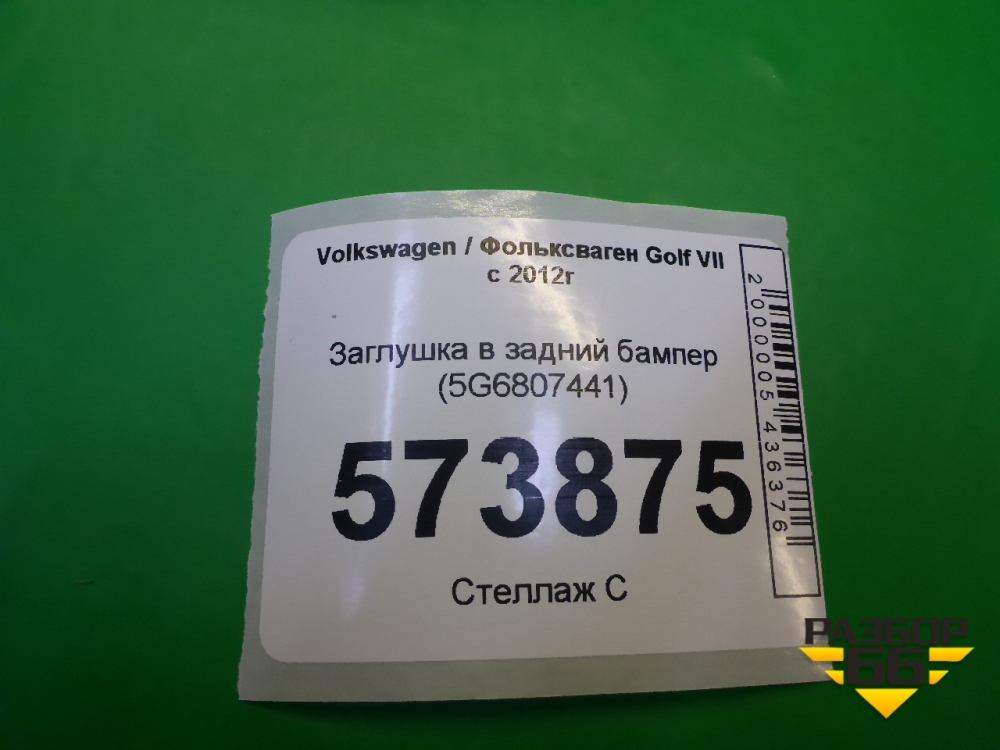 Volkswagen / Фольксваген Golf VII
с 2012г
Заглушка в задний бампер
(5G6807441)
573875
Стеллаж С
2000005436376
РАЗБОР
66